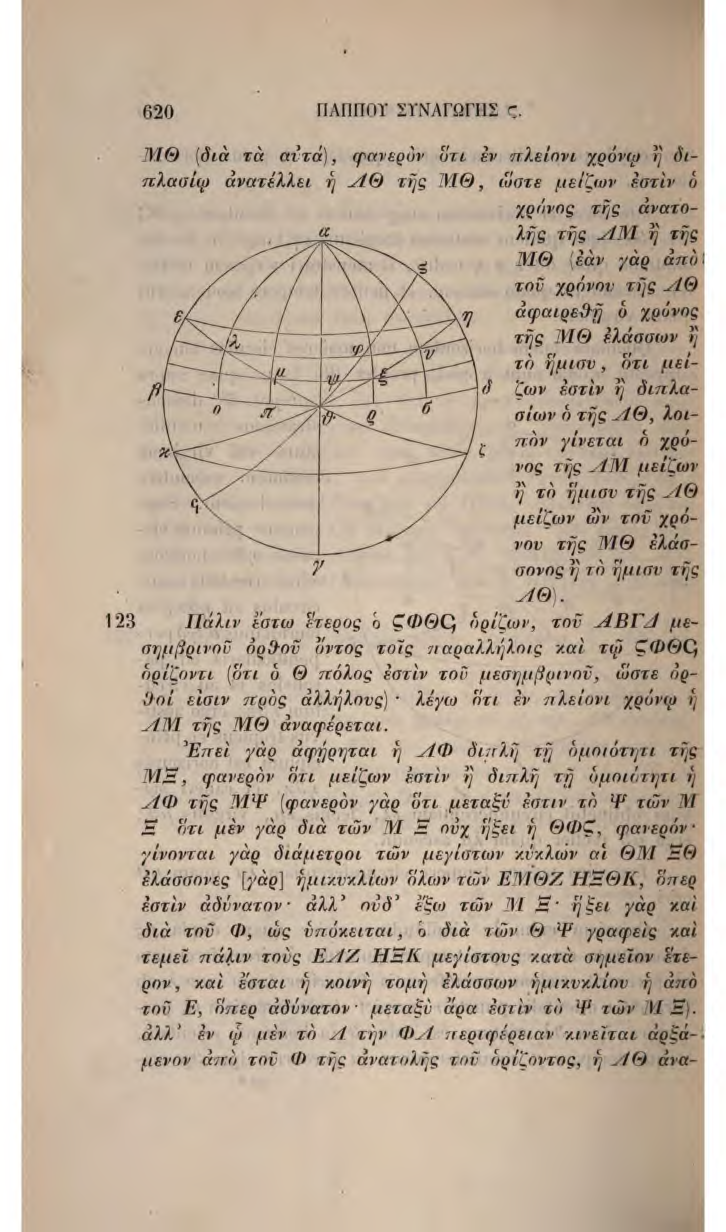 620
ΠΑΠΠΟΥ ΣΥΝΑΓΩΓΗΣ ϛ.
ΜΘ (διὰ τὰ αὐτά), φανερὸν ὅτι ἐν πλείονι χρόνῳ ἢ δι-
πλασίῳ ἀνατέλλει ἡ ΛΘ τῆς ΜΘ, ὥστε μείζων ἐστὶν ὁ
χρόνος τῆς ἀνατο-
λῆς τῆς ΛΜ ἢ τῆς
ΜΘ (ἐὰν γὰρ ἀπὸ
τοῦ χρόνου τῆς ΛΘ
ἀφαιρεθῇ ὁ χρόνος
τῆς ΜΘ ἐλάσσων ἢ
τὸ ἥμισυ, ὅτι μεί-
ζων ἐστὶν ἢ διπλα-
σίων ὁ τῆς ΛΘ, λοι-
πὸν γίνεται ὁ χρό-
νος τῆς ΛΜ μείζων
ἢ τὸ ἥμισυ τῆς ΛΘ
μείζων ὢν τοῦ χρό-
νου τῆς ΜΘ ἐλάσ-
σονος ἢ τὸ ἥμισυ τῆς
ΛΘ).
α
ε
η
λ
φ
υ
μ
ψ
ξ
β
δ
ο
π
θ
ρ
σ
κ
ζ
ϥ
γ
123 Πάλιν ἔστω ἕτερος ὁ ϚΦΘϤ ὁρίζων, τοῦ ΑΒΓΔ με-
σημβρινοῦ ὀρθοῦ ὄντος τοῖς παραλλήλοις καὶ τῷ ϚΦΘϤ
ὁρίζοντι (ὅτι ὁ Θ πόλος ἐστὶν τοῦ μεσημβρινοῦ, ὥστε ὀρ-
θοί εἰσιν πρὸς ἀλλήλους)· λέγω ὅτι ἐν πλείονι χρόνῳ ἡ
ΛΜ τῆς ΜΘ ἀναφέρεται.
Ἐπεὶ γὰρ ἀφῄρηται ἡ ΛΦ διπλῆ τῇ ὁμοιότητι τῆς
ΜΞ, φανερὸν ὅτι μείζων ἐστὶν ἢ διπλῆ τῇ ὁμοιότητι ἡ
ΛΦ τῆς ΜΨ (φανερὸν γὰρ ὅτι μεταξύ ἐστιν τὸ Ψ τῶν Μ
Ξ· ὅτι μὲν γὰρ διὰ τῶν Μ Ξ οὐχ ἥξει ἡ ΘΦϚ, φανερόν·
γίνονται γὰρ διάμετροι τῶν μεγίστων κύκλων αἱ ΘΜ ΞΘ
ἐλάσσονες [γὰρ] ἡμικυκλίων ὅλων τῶν ΕΜΘΖ ΗΞΘΚ, ὅπερ
ἐστὶν ἀδύνατον· ἀλλ᾽ οὐδ᾽ ἔξω τῶν Μ Ξ· ἥξει γὰρ καὶ
διὰ τοῦ Φ, ὡς ὑπόκειται, ὁ διὰ τῶν Θ Ψ γραφεὶς καὶ
τεμεῖ πάλιν τοὺς ΕΛΖ ΗΞΚ μεγίστους κατὰ σημεῖον ἕτε-
ρον, καὶ ἔσται ἡ κοινὴ τομὴ ἐλάσσων ἡμικυκλίου ἡ ἀπὸ
τοῦ Ε, ὅπερ ἀδύνατον· μεταξὺ ἄρα ἐστὶν τὸ Ψ τῶν Μ Ξ).
ἀλλ᾽ ἐν ᾧ μὲν τὸ Λ τὴν ΦΛ περιφέρειαν κινεῖται ἀρξά-
μενον ἀπὸ τοῦ Φ τῆς ἀνατολῆς τοῦ ὁρίζοντος, ἡ ΛΘ ἀνα-